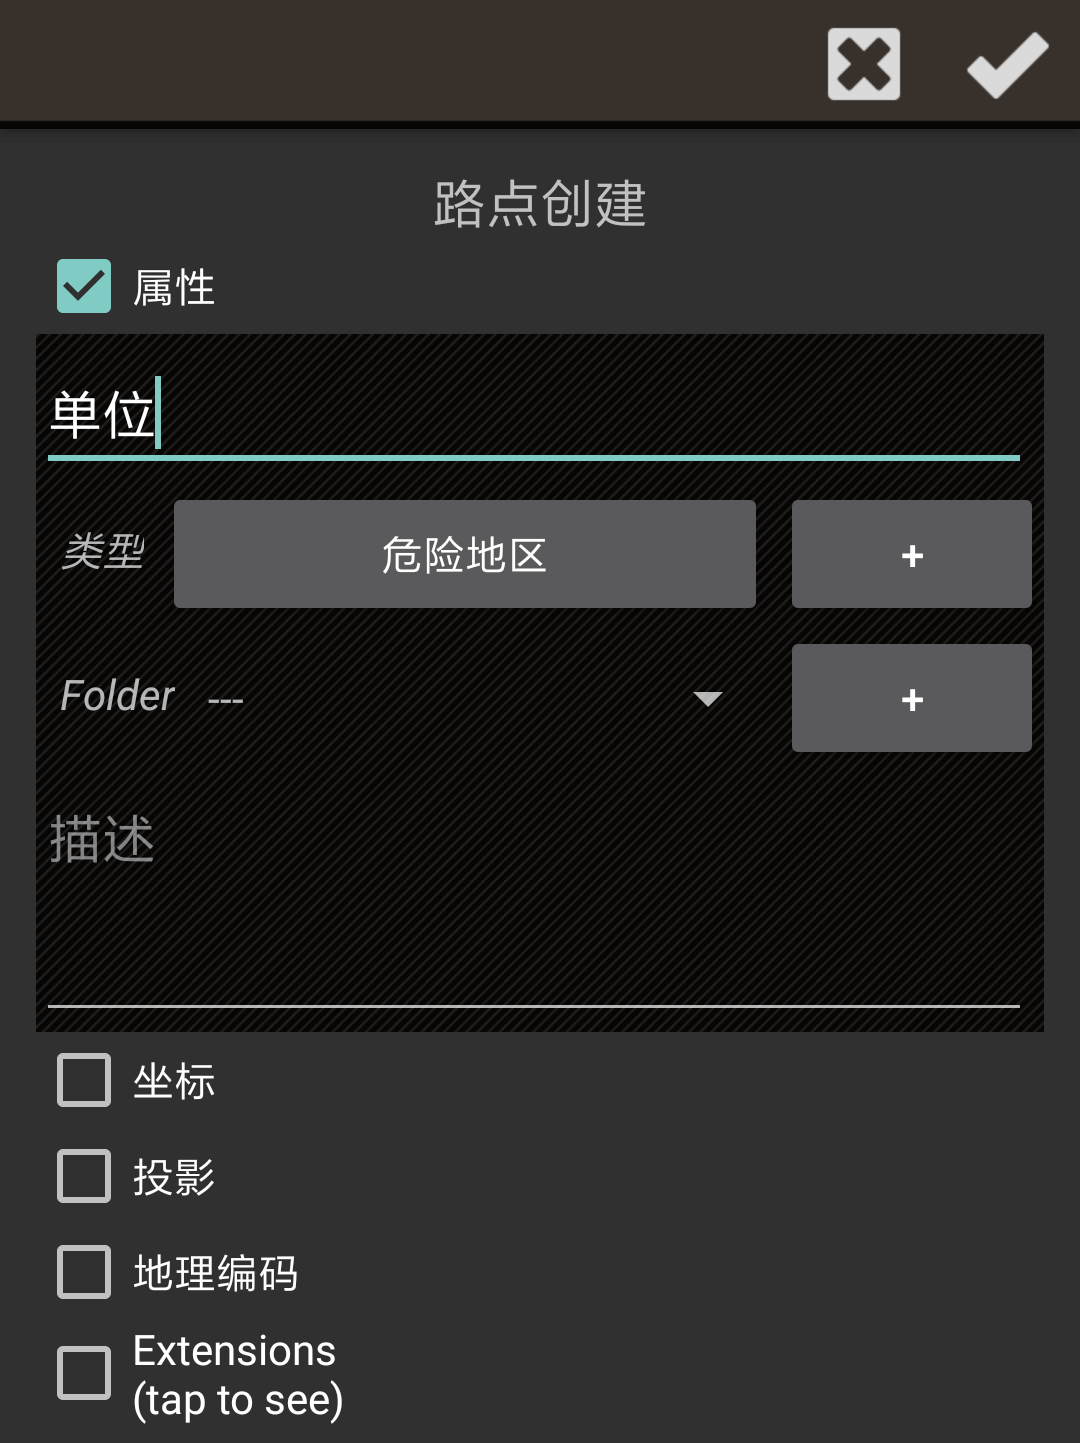 路点创建
属性
单位
类型 危险地区 +
Folder --- +
描述
坐标
投影
地理编码
Extensions
(tap to see)